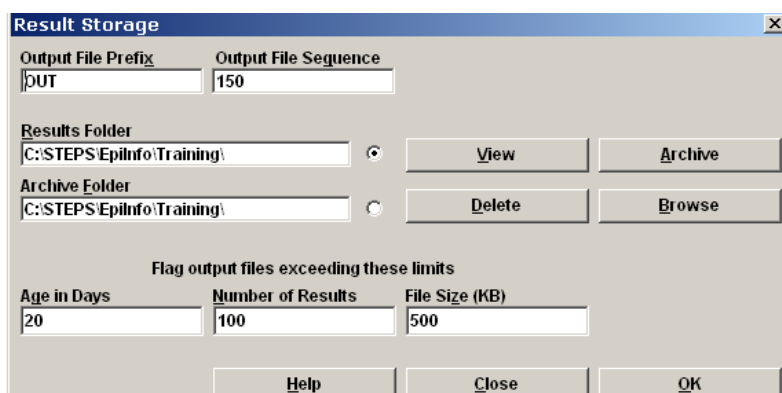 Result Storage
Output File Prefix Output File Sequence
OUT 150
Results Folder
C:\STEPS\EpiInfo\Training\ View Archive
Archive Folder
C:\STEPS\EpiInfo\Training\ Delete Browse
Flag output files exceeding these limits
Age in Days Number of Results File Size (KB)
20 100 500
Help Close OK